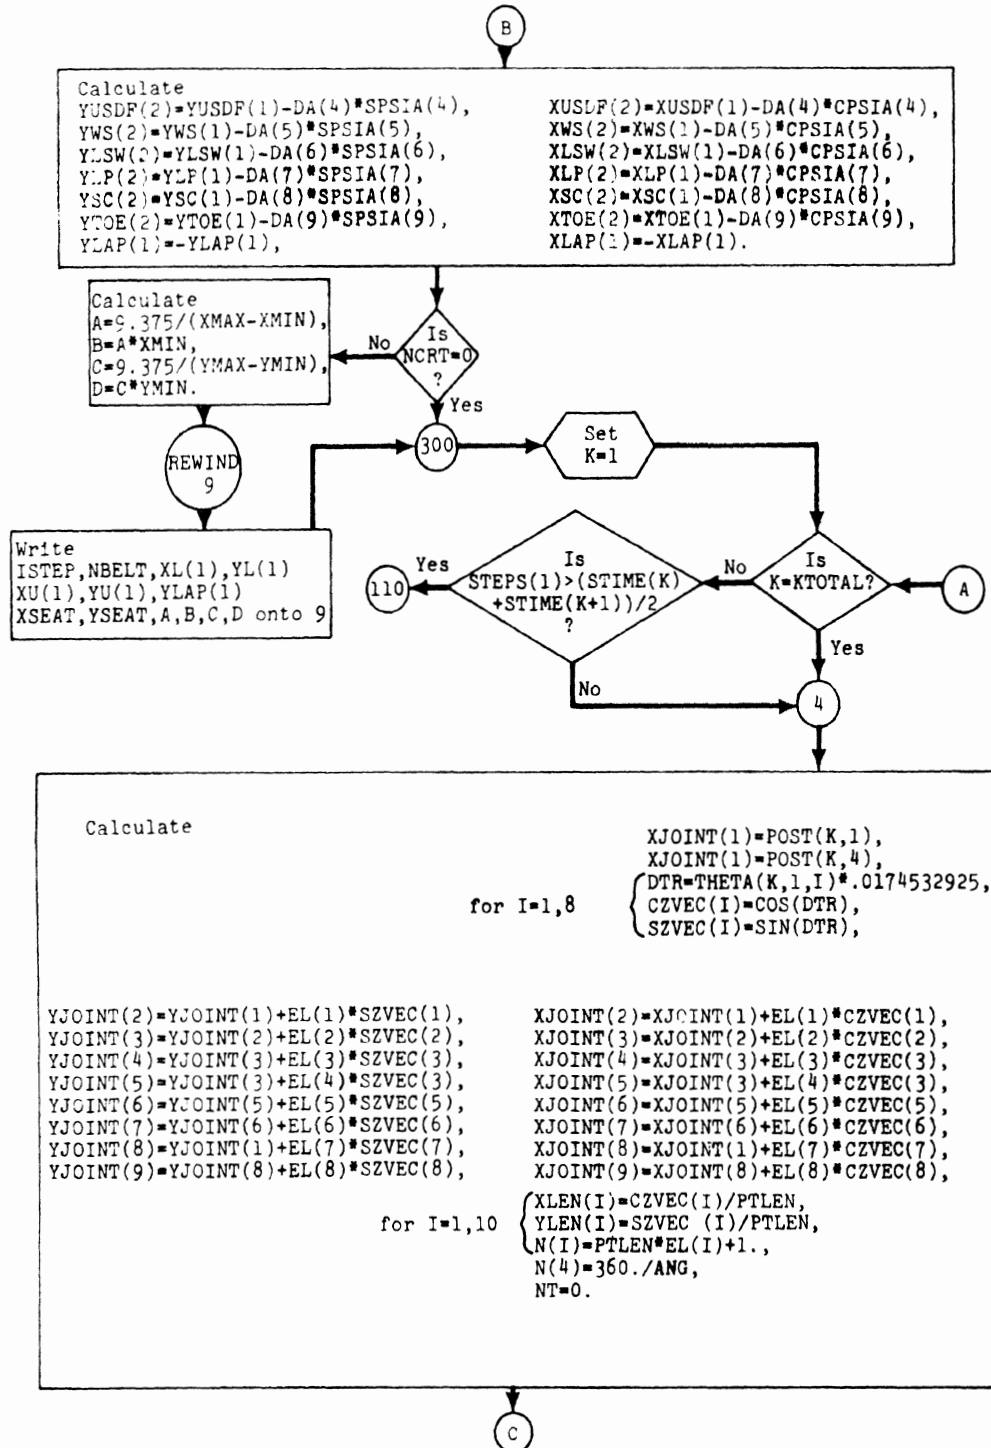 B
Calculate
YUSDF(2)=YUSDF(1)-DA(4)*SPSIA(4), XUSDF(2)=XUSDF(1)-DA(4)*CPSIA(4),
YWS(2)=YWS(1)-DA(5)*SPSIA(5), XWS(2)=XWS(1)-DA(5)*CPSIA(5),
YLSW(2)=YLSW(1)-DA(6)*SPSIA(6), XLSW(2)=XLSW(1)-DA(6)*CPSIA(6),
YLP(2)=YLP(1)-DA(7)*SPSIA(7), XLP(2)=XLP(1)-DA(7)*CPSIA(7),
YSC(2)=YSC(1)-DA(8)*SPSIA(8), XSC(2)=XSC(1)-DA(8)*CPSIA(8),
YTOE(2)=YTOE(1)-DA(9)*SPSIA(9), XTOE(2)=XTOE(1)-DA(9)*CPSIA(9),
YLAP(1)=-YLAP(1), XLAP(1)=-XLAP(1).
Calculate
A=9.375/(XMAX-XMIN),
B=A*XMIN,
C=9.375/(YMAX-YMIN),
D=C*YMIN.
No
Is
NCRT=0
?
Yes
REWIND
9
300
Set
K=1
Write
ISTEP,NBELT,XL(1),YL(1)
XU(1),YU(1),YLAP(1)
XSEAT,YSEAT,A,B,C,D onto 9
110
Yes
Is
STEPS(1)>(STIME(K)
+STIME(K+1))/2
?
No
No
Is
K=KTOTAL?
A
Yes
4
Calculate
XJOINT(1)=POST(K,1),
XJOINT(1)=POST(K,4),
for I=1,8
DTR=THETA(K,1,I)*.0174532925,
CZVEC(I)=COS(DTR),
SZVEC(I)=SIN(DTR),
YJOINT(2)=YJOINT(1)+EL(1)*SZVEC(1), XJOINT(2)=XJOINT(1)+EL(1)*CZVEC(1),
YJOINT(3)=YJOINT(2)+EL(2)*SZVEC(2), XJOINT(3)=XJOINT(2)+EL(2)*CZVEC(2),
YJOINT(4)=YJOINT(3)+EL(3)*SZVEC(3), XJOINT(4)=XJOINT(3)+EL(3)*CZVEC(3),
YJOINT(5)=YJOINT(3)+EL(4)*SZVEC(3), XJOINT(5)=XJOINT(3)+EL(4)*CZVEC(3),
YJOINT(6)=YJOINT(5)+EL(5)*SZVEC(5), XJOINT(6)=XJOINT(5)+EL(5)*CZVEC(5),
YJOINT(7)=YJOINT(6)+EL(6)*SZVEC(6), XJOINT(7)=XJOINT(6)+EL(6)*CZVEC(6),
YJOINT(8)=YJOINT(1)+EL(7)*SZVEC(7), XJOINT(8)=XJOINT(1)+EL(7)*CZVEC(7),
YJOINT(9)=YJOINT(8)+EL(8)*SZVEC(8), XJOINT(9)=XJOINT(8)+EL(8)*CZVEC(8),
for I=1,10
XLEN(I)=CZVEC(I)/PTLEN,
YLEN(I)=SZVEC (I)/PTLEN,
N(I)=PTLEN*EL(I)+1.,
N(4)=360./ANG,
NT=0.
C